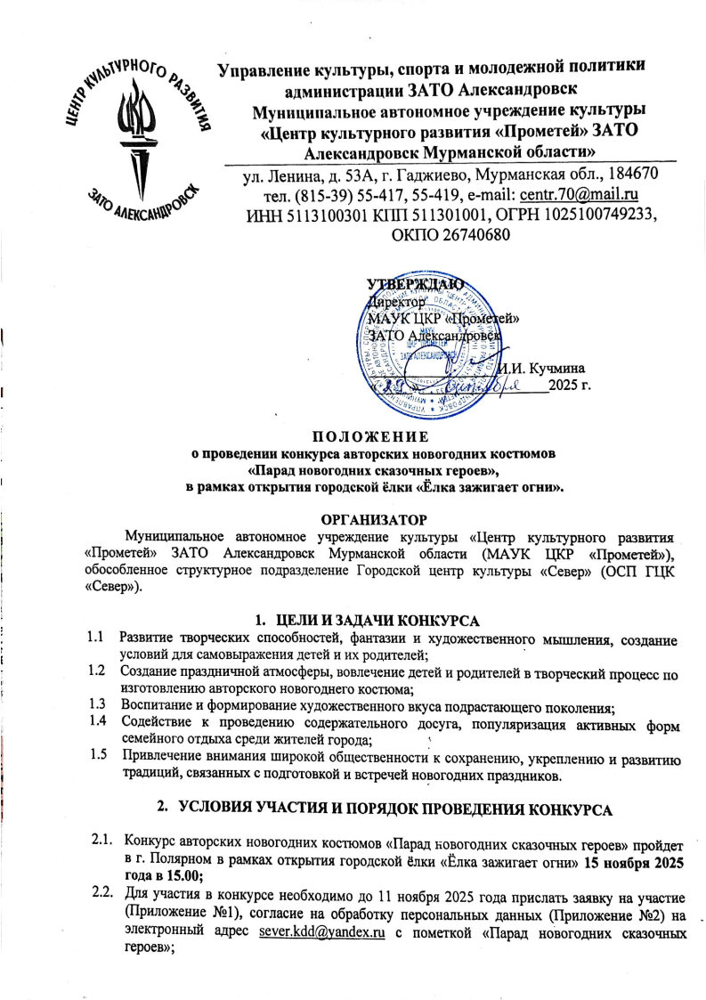 ЦЕНТР КУЛЬТУРНОГО РАЗВИТИЯ
ЦКР
ЗАТО АЛЕКСАНДРОВСК
Управление культуры, спорта и молодежной политики
администрации ЗАТО Александровск
Муниципальное автономное учреждение культуры
«Центр культурного развития «Прометей» ЗАТО
Александровск Мурманской области»
ул. Ленина, д. 53А, г. Гаджиево, Мурманская обл., 184670
тел. (815-39) 55-417, 55-419, e-mail: centr.70@mail.ru
ИНН 5113100301 КПП 511301001, ОГРН 1025100749233,
ОКПО 26740680
УТВЕРЖДАЮ
Директор
МАУК ЦКР «Прометей»
ЗАТО Александровск
И.И. Кучмина
2025 г.
МАУК
ЦКР "ПРОМЕТЕЙ"
ЗАТО АЛЕКСАНДРОВСК
ПОЛОЖЕНИЕ
о проведении конкурса авторских новогодних костюмов
«Парад новогодних сказочных героев»,
в рамках открытия городской ёлки «Ёлка зажигает огни».
ОРГАНИЗАТОР
Муниципальное автономное учреждение культуры «Центр культурного развития
«Прометей» ЗАТО Александровск Мурманской области (МАУК ЦКР «Прометей»),
обособленное структурное подразделение Городской центр культуры «Север» (ОСП ГЦК
«Север»).
1. ЦЕЛИ И ЗАДАЧИ КОНКУРСА
1.1 Развитие творческих способностей, фантазии и художественного мышления, создание
условий для самовыражения детей и их родителей;
1.2 Создание праздничной атмосферы, вовлечение детей и родителей в творческий процесс по
изготовлению авторского новогоднего костюма;
1.3 Воспитание и формирование художественного вкуса подрастающего поколения;
1.4 Содействие к проведению содержательного досуга, популяризация активных форм
семейного отдыха среди жителей города;
1.5 Привлечение внимания широкой общественности к сохранению, укреплению и развитию
традиций, связанных с подготовкой и встречей новогодних праздников.
2. УСЛОВИЯ УЧАСТИЯ И ПОРЯДОК ПРОВЕДЕНИЯ КОНКУРСА
2.1. Конкурс авторских новогодних костюмов «Парад новогодних сказочных героев» пройдет
в г. Полярном в рамках открытия городской ёлки «Ёлка зажигает огни» 15 ноября 2025
года в 15.00;
2.2. Для участия в конкурсе необходимо до 11 ноября 2025 года прислать заявку на участие
(Приложение №1), согласие на обработку персональных данных (Приложение №2) на
электронный адрес sever.kdd@yandex.ru с пометкой «Парад новогодних сказочных
героев»;